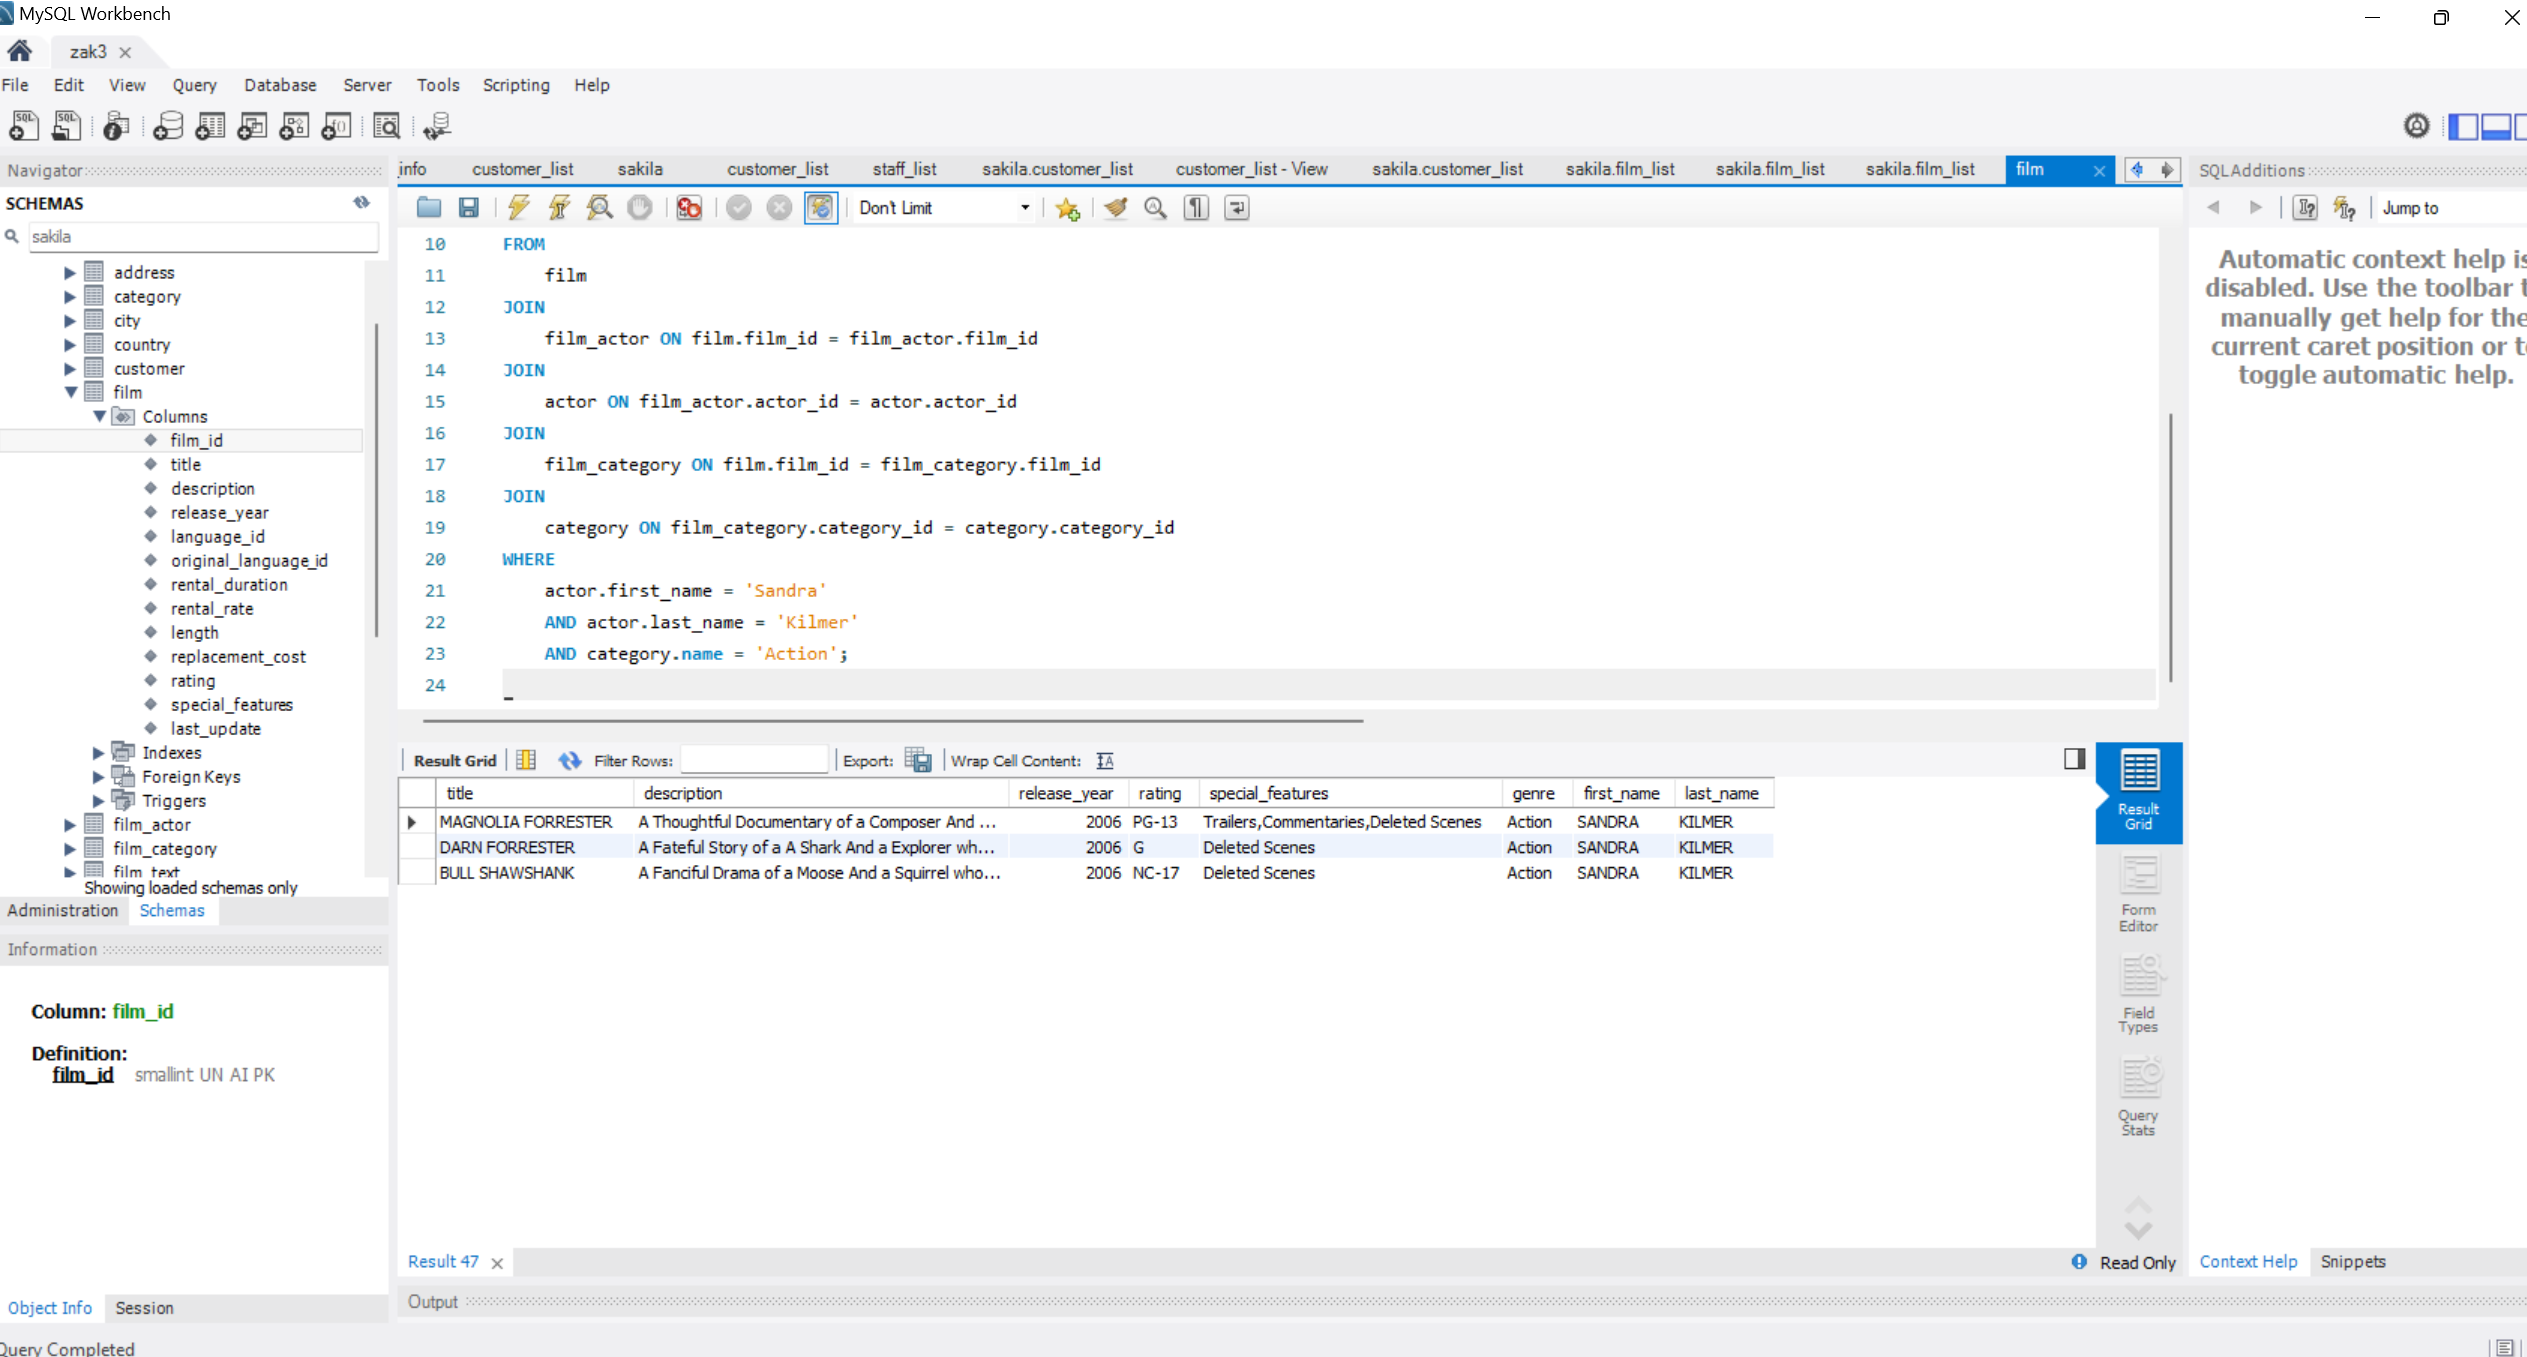 MySQL Workbench
zak3
File Edit View Query Database Server Tools Scripting Help
Navigator
SCHEMAS
sakila
address
category
city
country
customer
film
Columns
film_id
title
description
release_year
language_id
original_language_id
rental_duration
rental_rate
length
replacement_cost
rating
special_features
last_update
Indexes
Foreign Keys
Triggers
film_actor
film_category
film_text
Showing loaded schemas only
Administration Schemas
Information
Column: film_id
Definition:
film_id smallint UN AI PK
Object Info Session
Query Completed
info customer_list sakila customer_list staff_list sakila.customer_list customer_list - View sakila.customer_list sakila.film_list sakila.film_list sakila.film_list film
Don't Limit
10 FROM
11 film
12 JOIN
13 film_actor ON film.film_id = film_actor.film_id
14 JOIN
15 actor ON film_actor.actor_id = actor.actor_id
16 JOIN
17 film_category ON film.film_id = film_category.film_id
18 JOIN
19 category ON film_category.category_id = category.category_id
20 WHERE
21 actor.first_name = 'Sandra'
22 AND actor.last_name = 'Kilmer'
23 AND category.name = 'Action';
24
Result Grid Filter Rows: Export: Wrap Cell Content:
title description release_year rating special_features genre first_name last_name
MAGNOLIA FORRESTER A Thoughtful Documentary of a Composer And ... 2006 PG-13 Trailers,Commentaries,Deleted Scenes Action SANDRA KILMER
DARN FORRESTER A Fateful Story of a A Shark And a Explorer wh... 2006 G Deleted Scenes Action SANDRA KILMER
BULL SHAWSHANK A Fanciful Drama of a Moose And a Squirrel who... 2006 NC-17 Deleted Scenes Action SANDRA KILMER
Result
Grid
Form
Editor
Field
Types
Query
Stats
Result 47
Read Only
Output
SQLAdditions
Jump to
Automatic context help is
disabled. Use the toolbar t
manually get help for the
current caret position or t
toggle automatic help.
Context Help Snippets